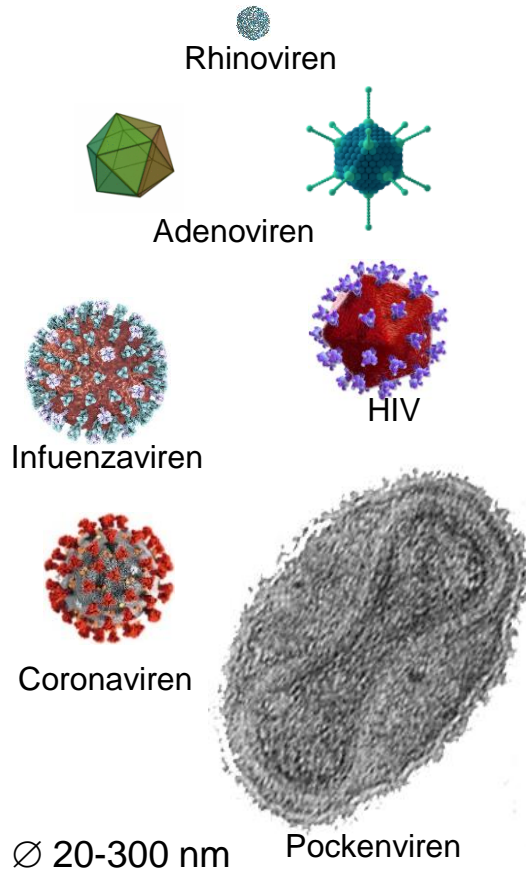 Rhinoviren
Adenoviren
HIV
Infuenzaviren
Coronaviren
Pockenviren
∅ 20-300 nm